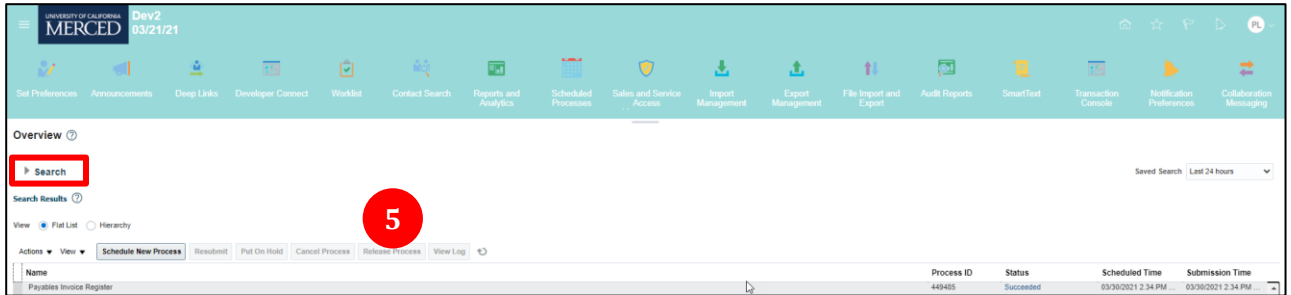 UNIVERSITY OF CALIFORNIA
MERCED
Dev2
03/21/21
PL
Set Preferences Announcements Deep Links Developer Connect Worklist Contact Search Reports and Analytics Scheduled Processes Sales and Service Access Import Management Export Management File Import and Export Audit Reports SmartText Transaction Console Notification Preferences Collaboration Messaging
Overview ?
Search
Saved Search Last 24 hours
Search Results ?
View Flat List Hierarchy
5
Actions View Schedule New Process Resubmit Put On Hold Cancel Process Release Process View Log
Name Process ID Status Scheduled Time Submission Time
Payables Invoice Register 449485 Succeeded 03/30/2021 2:34 PM ... 03/30/2021 2:34 PM ...